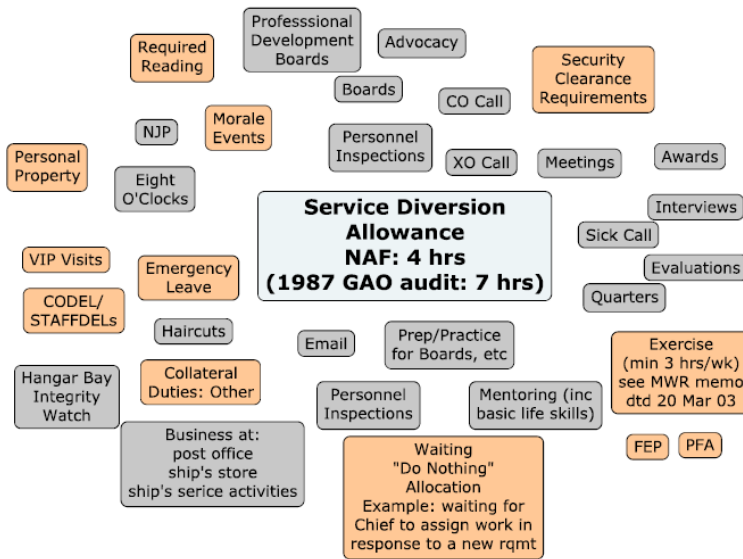 Professsional
Development
Boards
Required
Reading
Advocacy
Security
Clearance
Requirements
Boards
CO Call
Morale
Events
NJP
Personnel
Inspections
Personal
Property
XO Call
Meetings
Awards
Eight
O'Clocks
Service Diversion
Allowance
NAF: 4 hrs
(1987 GAO audit: 7 hrs)
Interviews
Sick Call
VIP Visits
Emergency
Leave
Evaluations
Quarters
CODEL/
STAFFDELs
Haircuts
Email
Prep/Practice
for Boards, etc
Exercise
(min 3 hrs/wk)
see MWR memo
dtd 20 Mar 03
Hangar Bay
Integrity
Watch
Collateral
Duties: Other
Personnel
Inspections
Mentoring (inc
basic life skills)
Business at:
post office
ship's store
ship's serice activities
Waiting
"Do Nothing"
Allocation
Example: waiting for
Chief to assign work in
response to a new rqmt
FEP
PFA